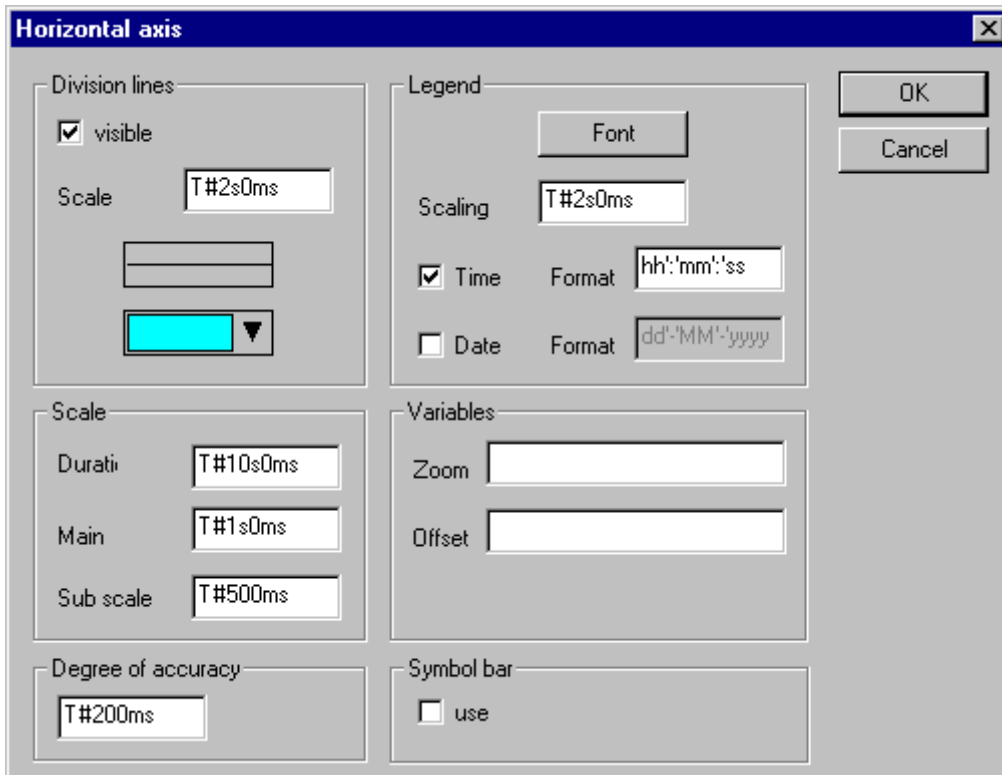 Horizontal axis
Division lines
visible
Scale T#2s0ms
Legend
Font
Scaling T#2s0ms
Time Format hh':'mm':'ss
Date Format dd'-'MM'-'yyyy
OK
Cancel
Scale
Durati T#10s0ms
Main T#1s0ms
Sub scale T#500ms
Variables
Zoom
Offset
Degree of accuracy
T#200ms
Symbol bar
use